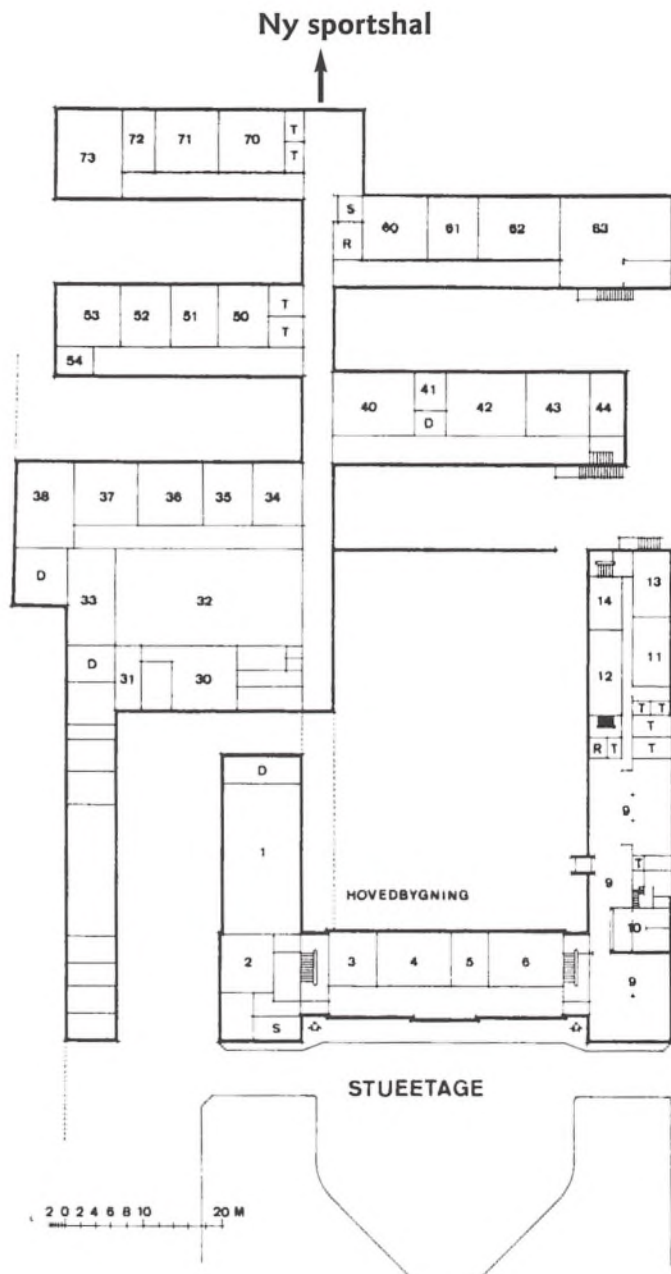 Ny sportshal
73 72 71 70 T
T
S
60 61 62 63
R
53 52 51 50 T
T
54
40 41 42 43 44
D
38 37 36 35 34
D 33 32
D 31 30
14 13
12 11
T T
T
R T T
D
1
9
T
9
HOVEDBYGNING
10
2 3 4 5 6
9
S
STUEETAGE
2 0 2 4 6 8 10 20 M